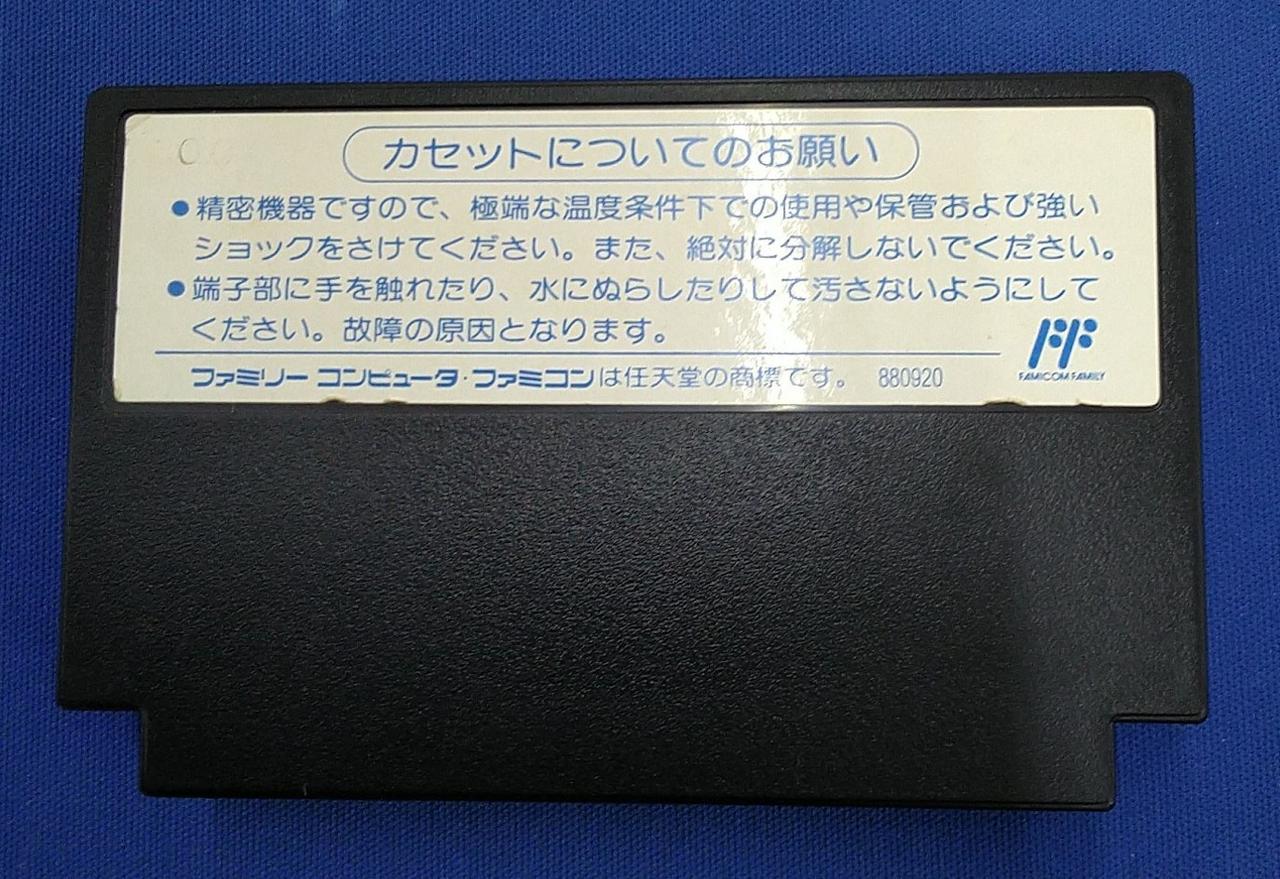 カセットについてのお願い
●精密機器ですので、極端な温度条件下での使用や保管および強い
ショックをさけてください。また、絶対に分解しないでください。
●端子部に手を触れたり、水にぬらしたりして汚さないようにして
ください。故障の原因となります。
FAMICOM FAMILY
ファミリー コンピュータ・ファミコンは任天堂の商標です。 880920